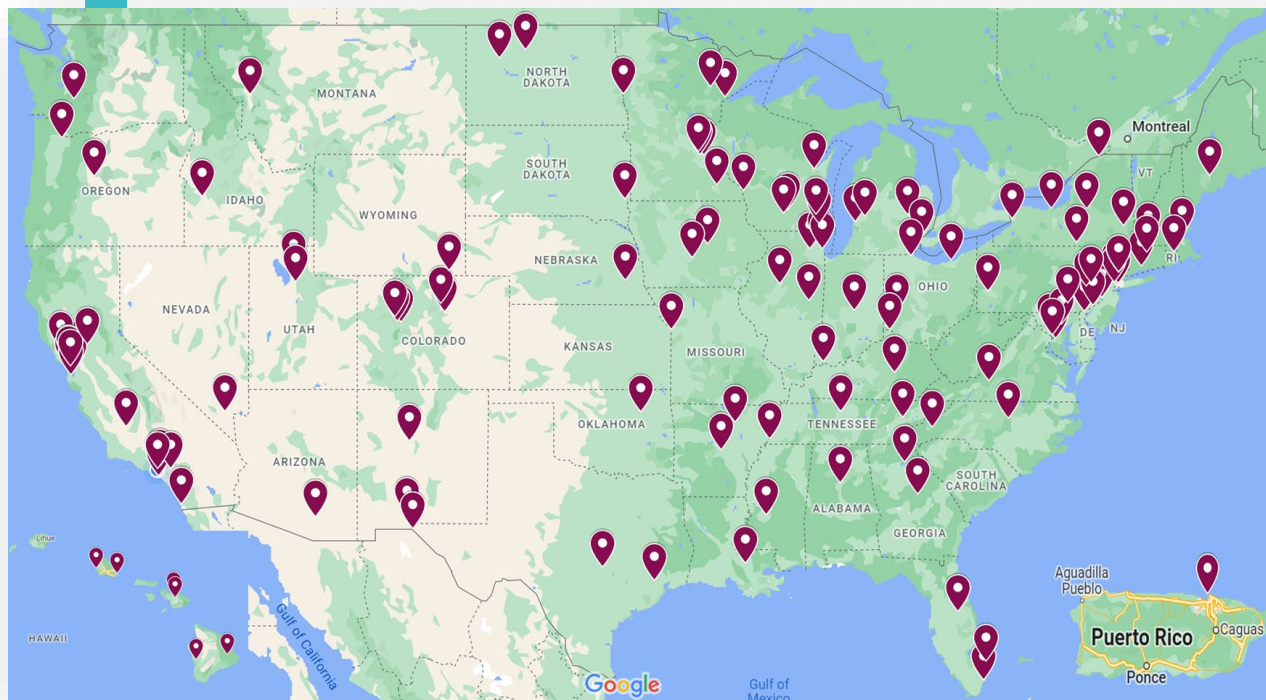 NORTH
DAKOTA
MONTANA
Montreal
VT
SOUTH
DAKOTA
OREGON
IDAHO
WYOMING
NEBRASKA
RI
OHIO
NEVADA
UTAH
COLORADO
KANSAS
MISSOURI
DE
NJ
OKLAHOMA
TENNESSEE
ARIZONA
SOUTH
CAROLINA
ALABAMA
GEORGIA
Lihue
Aguadilla
Pueblo
Gulf of California
HAWAII
Puerto Rico
Caguas
Ponce
Google
Gulf of
Mexico